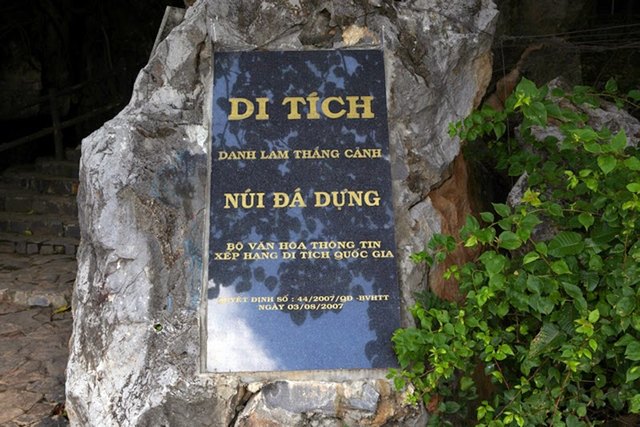 DI TÍCH
DANH LAM THẮNG CẢNH
NÚI ĐÁ DỰNG
BỘ VĂN HÓA THÔNG TIN
XẾP HẠNG DI TÍCH QUỐC GIA
QUYẾT ĐỊNH SỐ : 44/2007/QĐ -BVHTT
NGÀY 03/08/2007